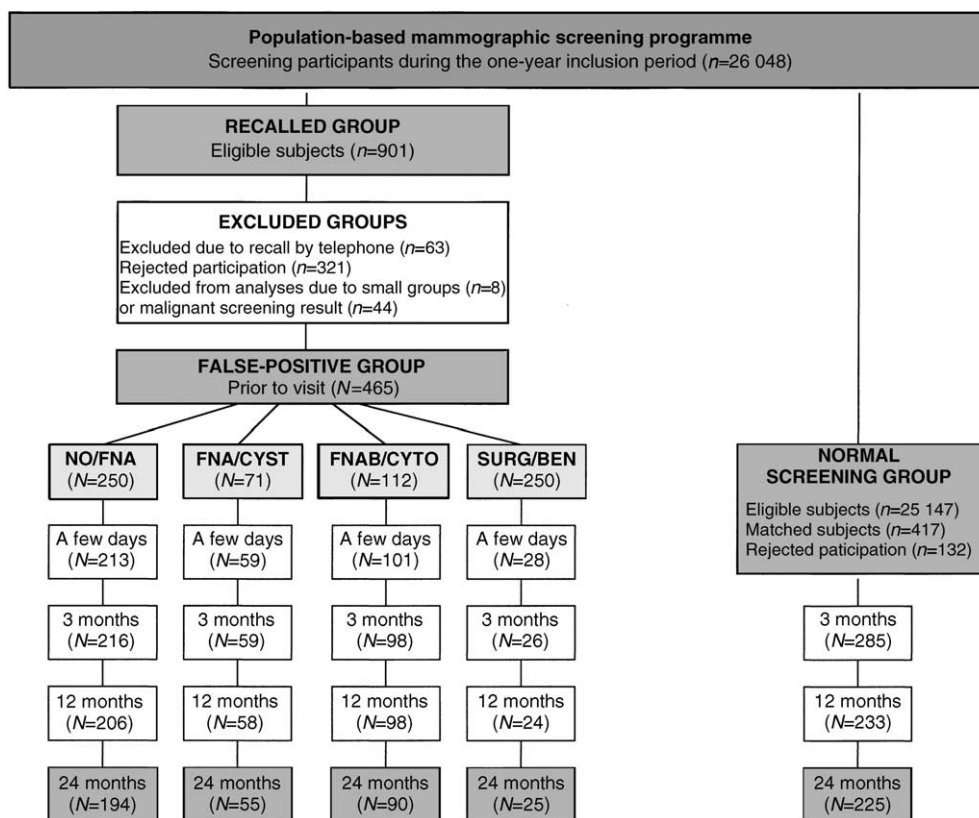 Population-based mammographic screening programme
Screening participants during the one-year inclusion period (n=26 048)
RECALLED GROUP
Eligible subjects (n=901)
EXCLUDED GROUPS
Excluded due to recall by telephone (n=63)
Rejected participation (n=321)
Excluded from analyses due to small groups (n=8)
or malignant screening result (n=44)
FALSE-POSITIVE GROUP
Prior to visit (N=465)
NO/FNA
(N=250)
FNA/CYST
(N=71)
FNAB/CYTO
(N=112)
SURG/BEN
(N=250)
A few days
(N=213)
A few days
(N=59)
A few days
(N=101)
A few days
(N=28)
3 months
(N=216)
3 months
(N=59)
3 months
(N=98)
3 months
(N=26)
12 months
(N=206)
12 months
(N=58)
12 months
(N=98)
12 months
(N=24)
24 months
(N=194)
24 months
(N=55)
24 months
(N=90)
24 months
(N=25)
NORMAL
SCREENING GROUP
Eligible subjects (n=25 147)
Matched subjects (n=417)
Rejected paticipation (n=132)
3 months
(N=285)
12 months
(N=233)
24 months
(N=225)